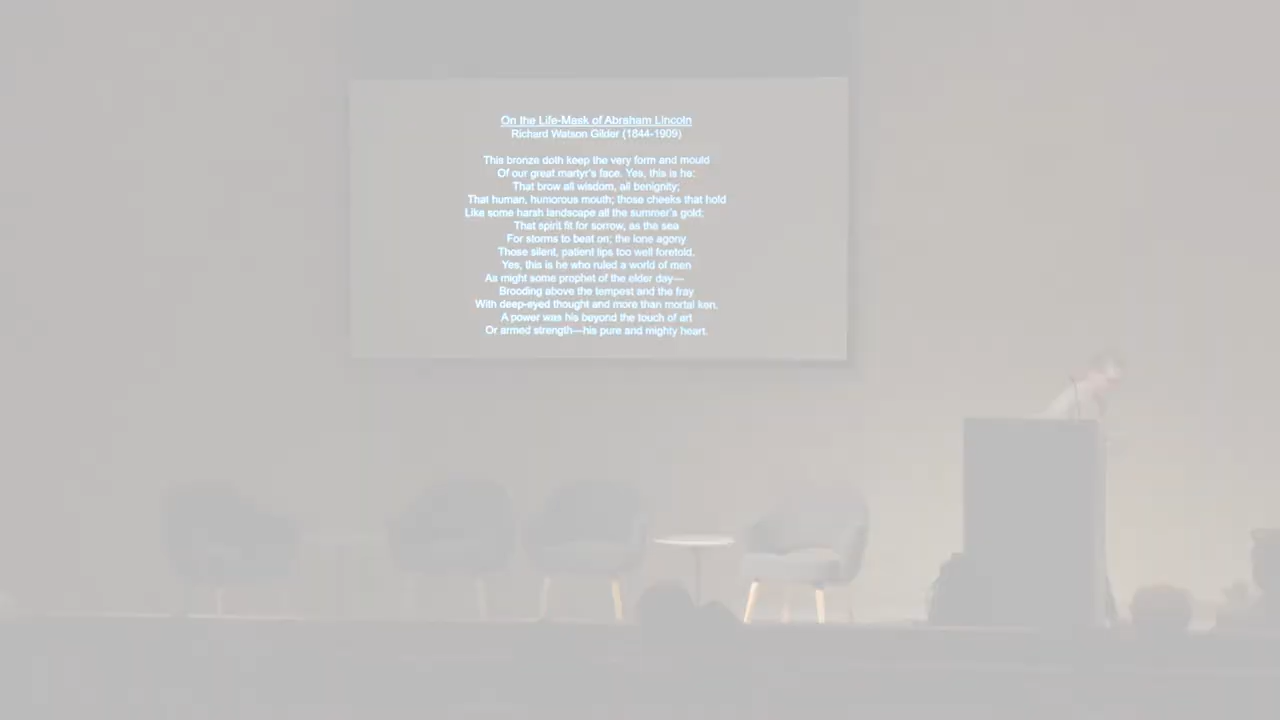 On the Life-Mask of Abraham Lincoln
Richard Watson Gilder (1844-1909)
This bronze doth keep the very form and mould
Of our great martyr's face. Yes, this is he:
That brow all wisdom, all benignity;
That human, humorous mouth; those cheeks that hold
Like some harsh landscape all the summer's gold;
That spirit fit for sorrow, as the sea
For storms to beat on; the lone agony
Those silent, patient lips too well foretold.
Yes, this is he who ruled a world of men
As might some prophet of the elder day—
Brooding above the tempest and the fray
With deep-eyed thought and more than mortal ken.
A power was his beyond the touch of art
Or armed strength—his pure and mighty heart.